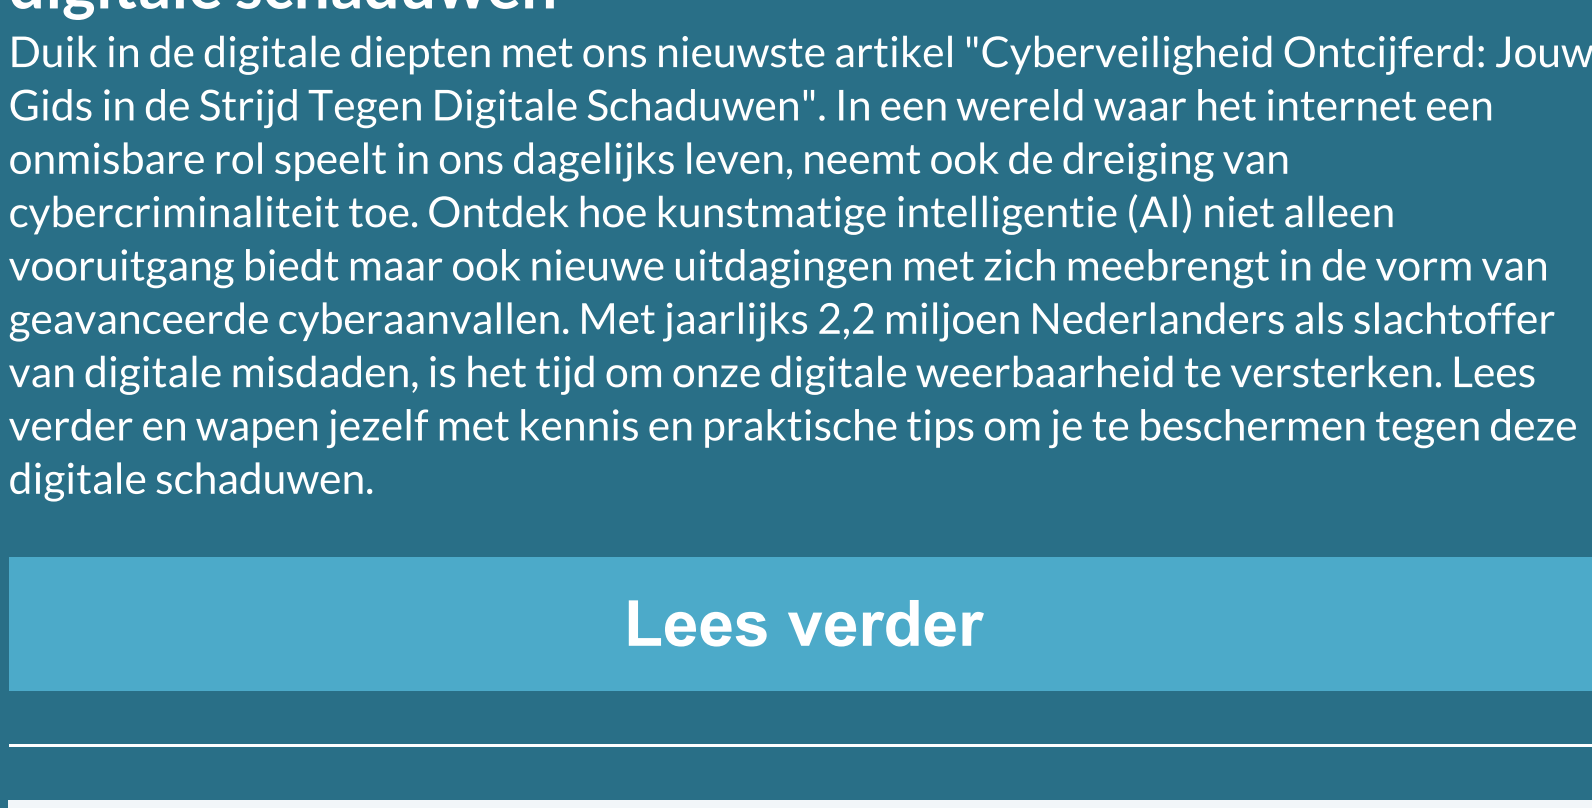 digitale schaduwen
Duik in de digitale diepten met ons nieuwste artikel "Cyberveiligheid Ontcijferd: Jouw
Gids in de Strijd Tegen Digitale Schaduwen". In een wereld waar het internet een
onmisbare rol speelt in ons dagelijks leven, neemt ook de dreiging van
cybercriminaliteit toe. Ontdek hoe kunstmatige intelligentie (AI) niet alleen
vooruitgang biedt maar ook nieuwe uitdagingen met zich meebrengt in de vorm van
geavanceerde cyberaanvallen. Met jaarlijks 2,2 miljoen Nederlanders als slachtoffer
van digitale misdaden, is het tijd om onze digitale weerbaarheid te versterken. Lees
verder en wapen jezelf met kennis en praktische tips om je te beschermen tegen deze
digitale schaduwen.
Lees verder